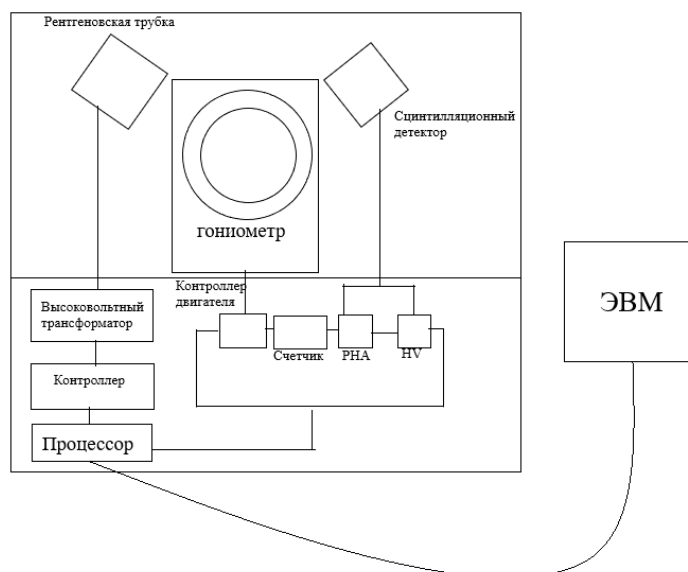 Рентгеновская трубка
Сцинтилляционный
детектор
гониометр
Контроллер
двигателя
Высоковольтный
трансформатор
ЭВМ
Счетчик
PHA
HV
Контроллер
Процессор